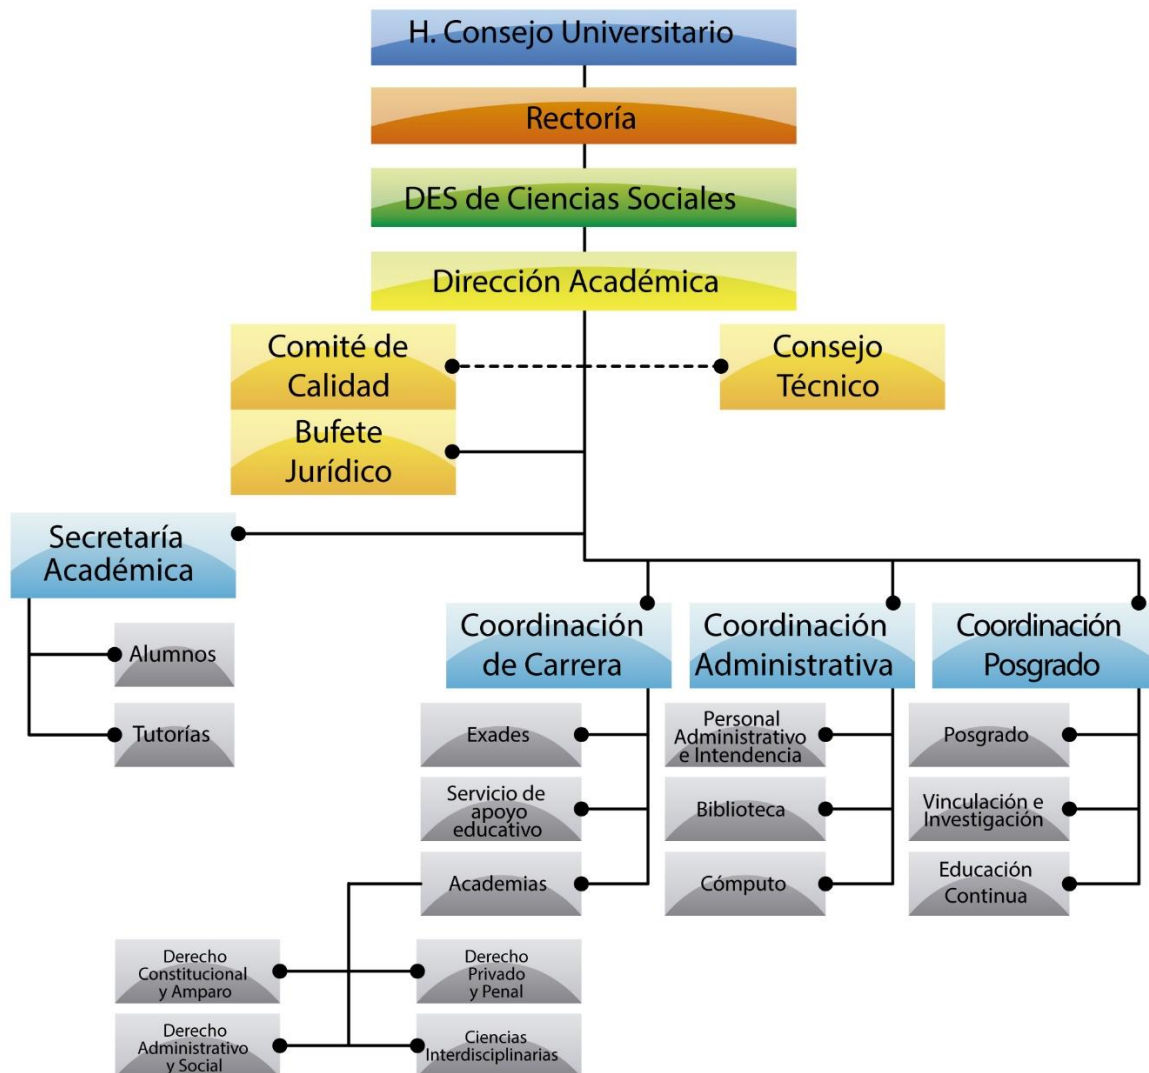 H. Consejo Universitario
Rectoría
DES de Ciencias Sociales
Dirección Académica
Comité de
Calidad
Consejo
Técnico
Bufete
Jurídico
Secretaría
Académica
Alumnos
Tutorías
Coordinación
de Carrera
Exades
Servicio de
apoyo
educativo
Academias
Derecho
Constitucional
y Amparo
Derecho
Privado
y Penal
Derecho
Administrativo
y Social
Ciencias
Interdisciplinarias
Coordinación
Administrativa
Personal
Administrativo
e Intendencia
Biblioteca
Cómputo
Coordinación
Posgrado
Posgrado
Vinculación e
Investigación
Educación
Continua